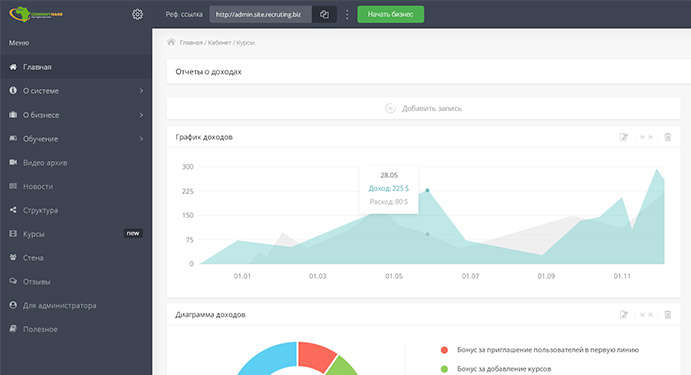 COMPANY NAME
Реф. ссылка
http://admin.site.recruting.biz
Начать бизнес
Меню
Главная
О системе
О бизнесе
Обучение
Видео архив
Новости
Структура
Курсы
new
Стена
Отзывы
Для администратора
Полезное
Главная / Кабинет / Курсы
Отчеты о доходах
Добавить запись
График доходов
300
225
150
75
0
28.05
Доход: 225 $
Расход: 80 $
01.01
01.03
01.05
01.07
01.09
01.11
Диаграмма доходов
Бонус за приглашение пользователей в первую линию
Бонус за добавление курсов